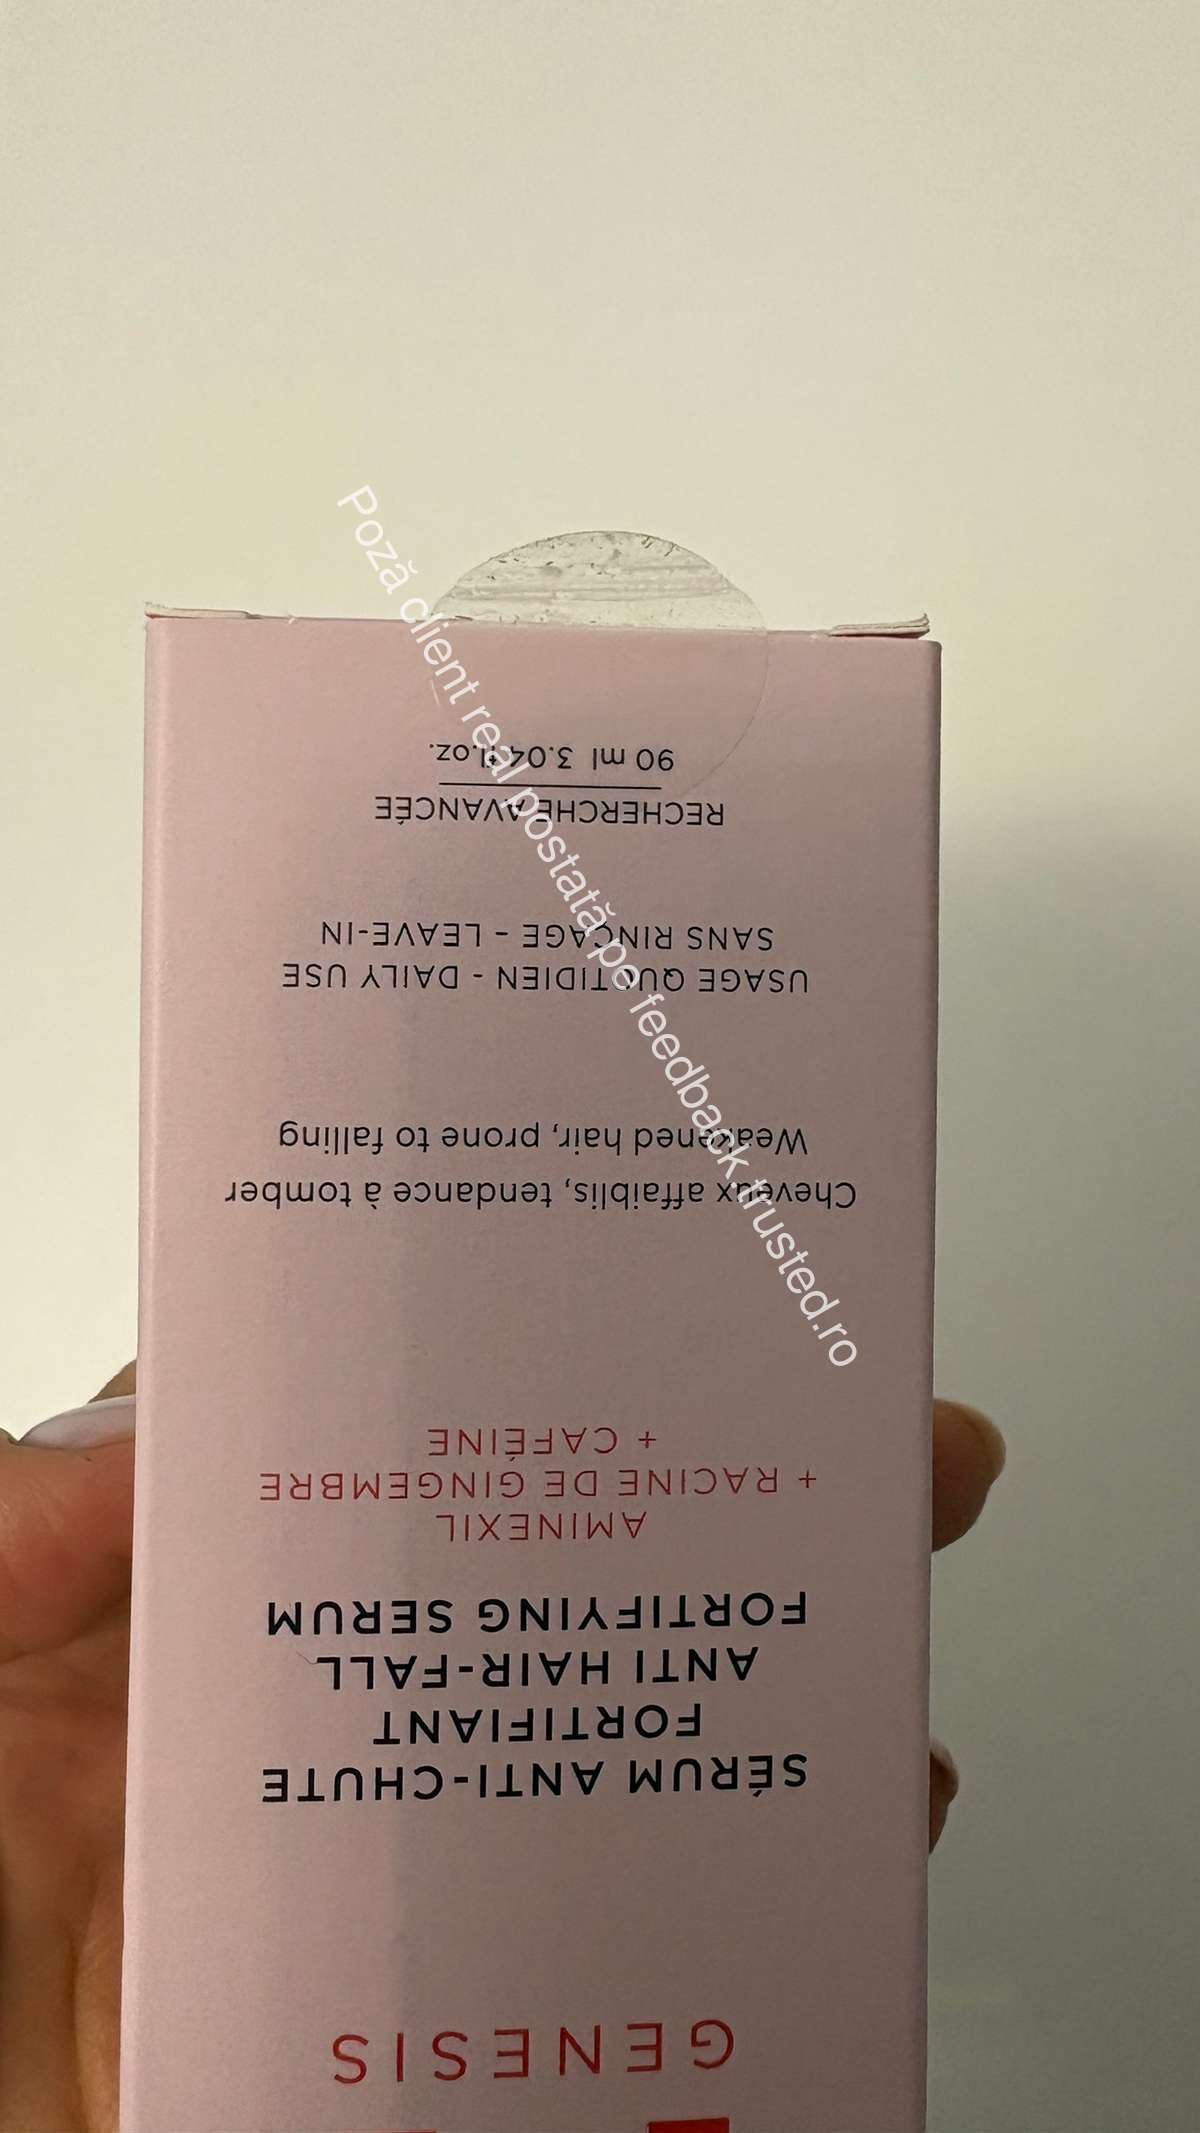 GENESIS
SÉRUM ANTI-CHUTE
FORTIFIANT
ANTI HAIR-FALL
FORTIFYING SERUM
AMINEXIL
+ RACINE DE GINGEMBRE
+ CAFÉINE
Cheveux affaiblis, tendance à tomber
Weakened hair, prone to falling
USAGE QUOTIDIEN - DAILY USE
SANS RINÇAGE - LEAVE-IN
RECHERCHE AVANCÉE
90 ml 3.04 fl.oz.
Poză client real postată pe feedback.trusted.ro